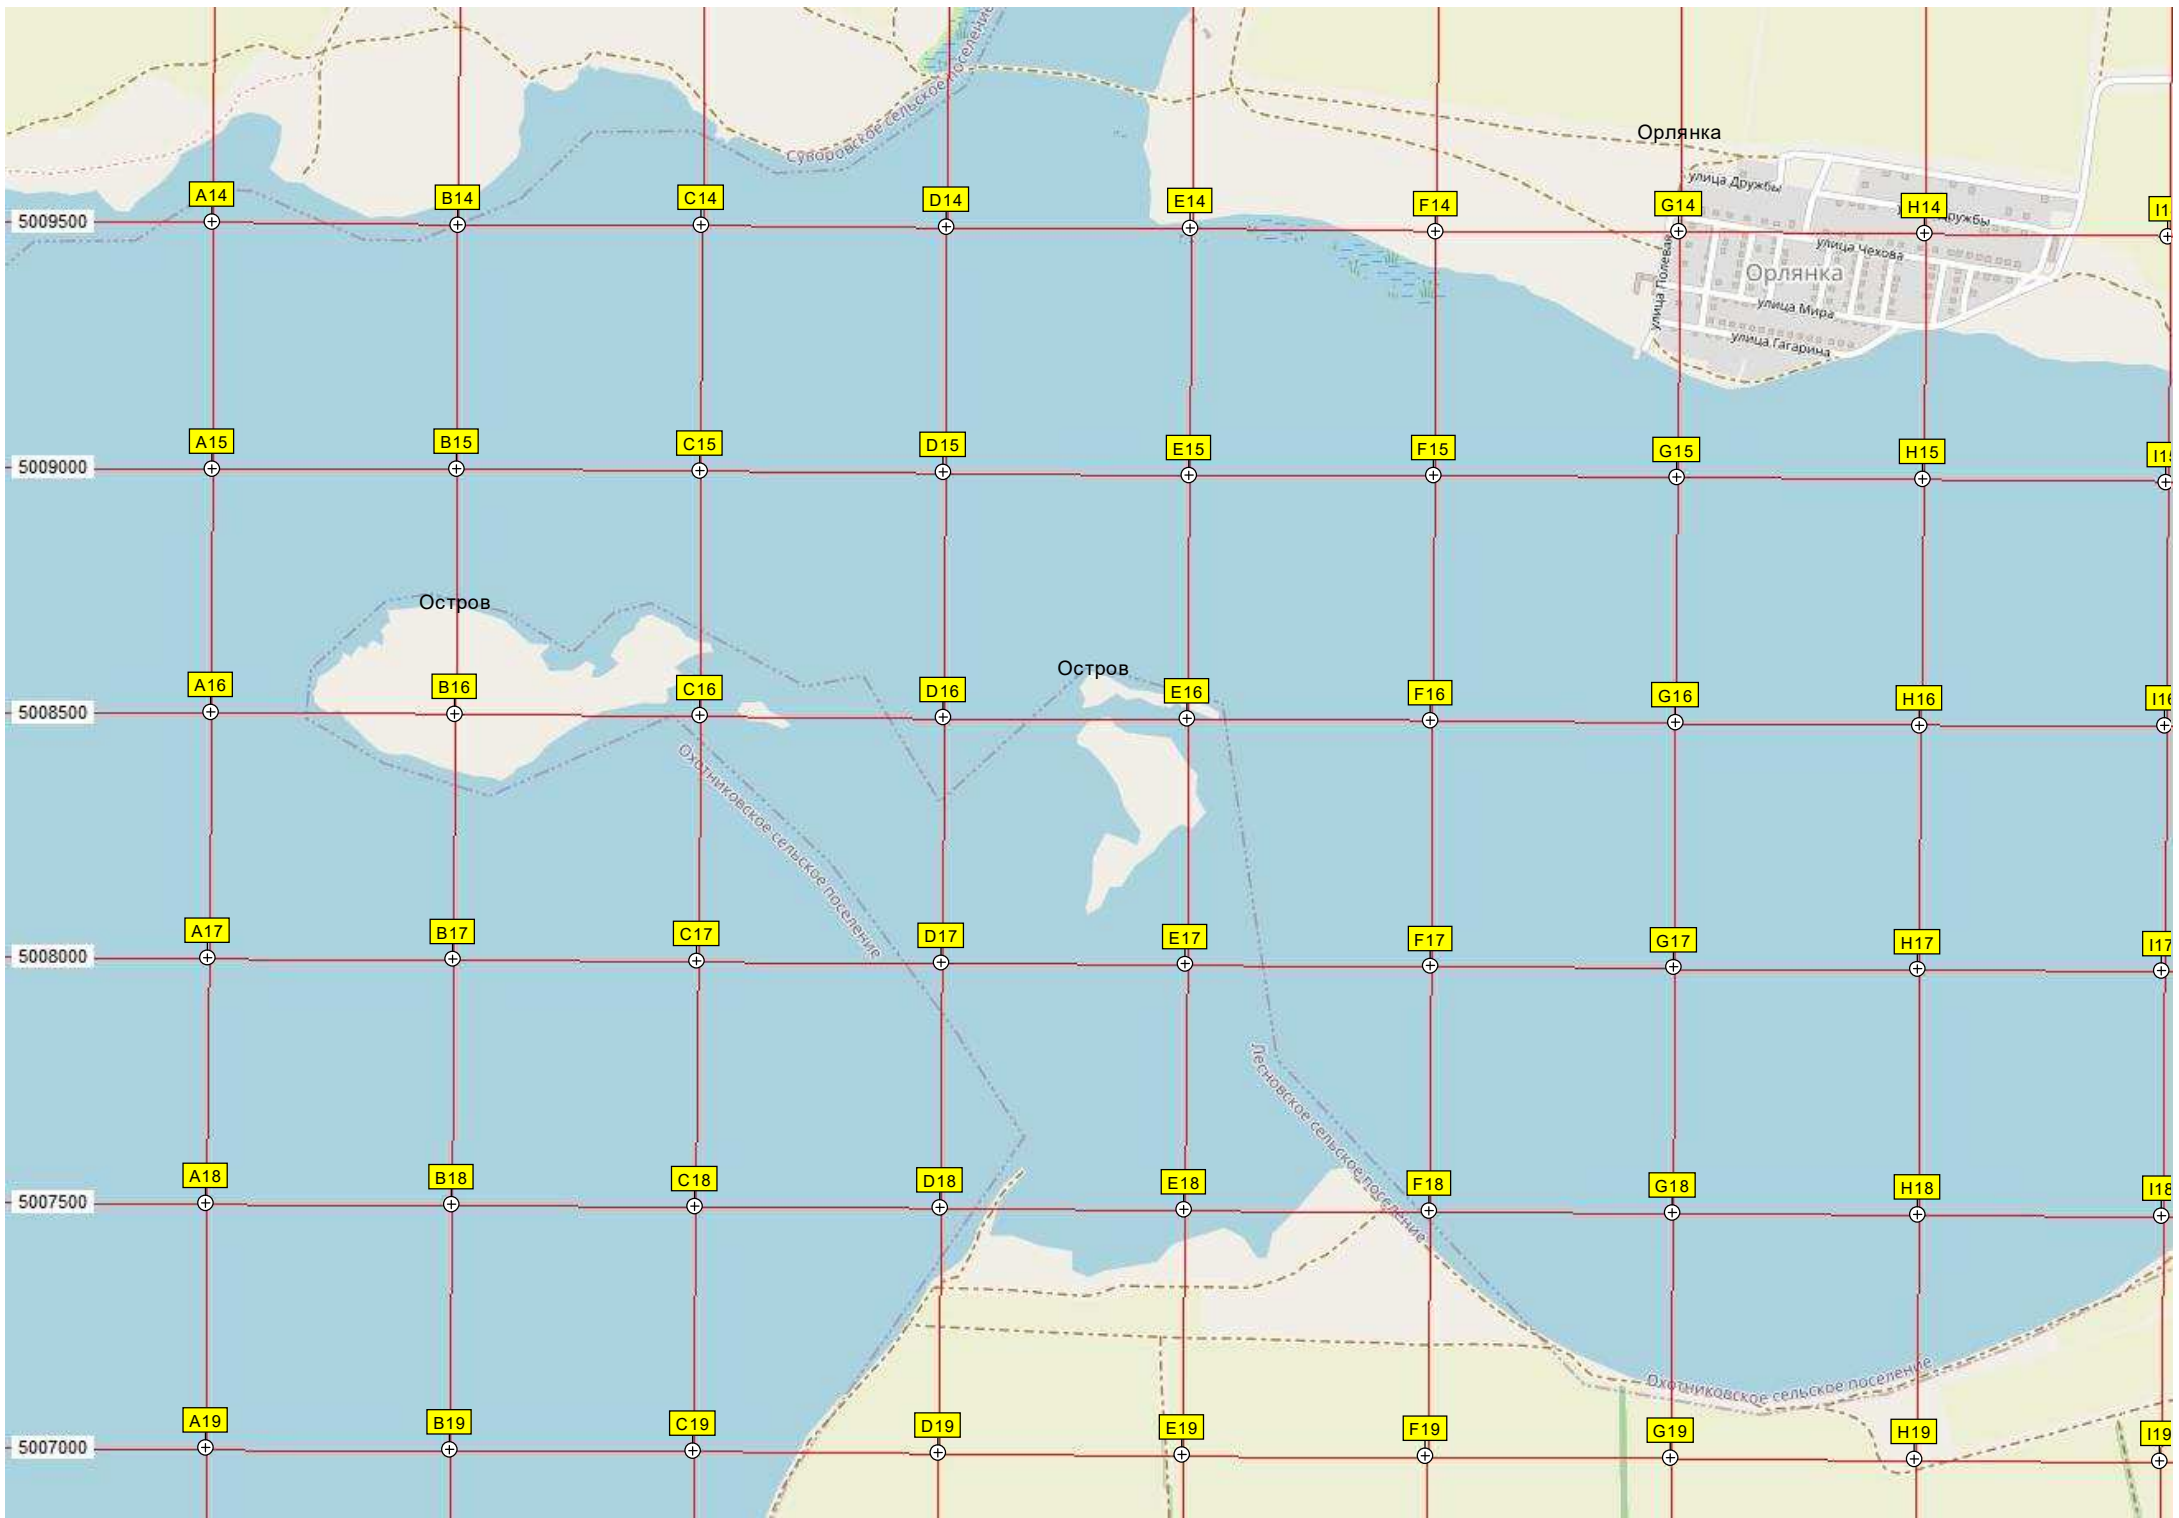 Суворовское сельское поселение
Орлянка
улица Дружбы
A14
B14
C14
D14
E14
F14
G14
H14
5009500
улица Чехова
Орлянка
улица Полевая
улица Мира
улица Гагарина
A15
B15
C15
D15
E15
F15
G15
H15
5009000
Остров
Остров
A16
B16
C16
D16
E16
F16
G16
H16
I16
5008500
Охотниковское сельское поселение
A17
B17
C17
D17
E17
F17
G17
H17
I17
5008000
Лесновское сельское поселение
A18
B18
C18
D18
E18
F18
G18
H18
I18
5007500
Охотниковское сельское поселение
A19
B19
C19
D19
E19
F19
G19
H19
I19
5007000